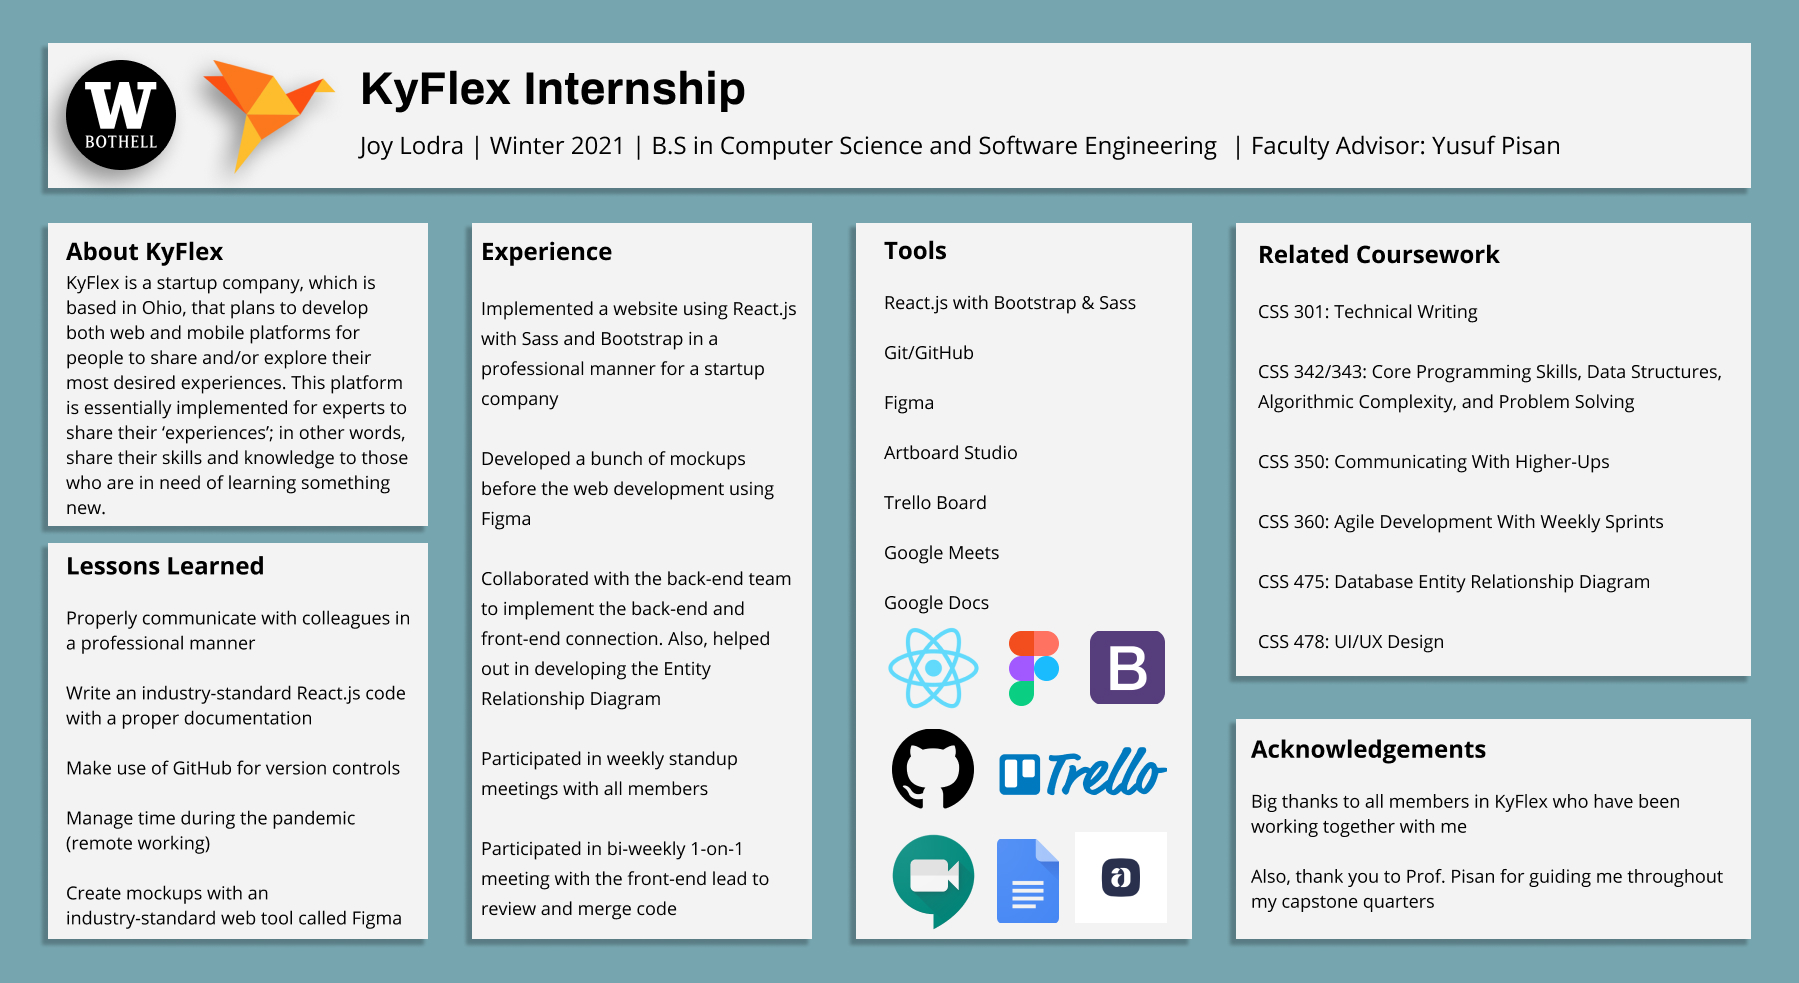 W
BOTHELL
KyFlex Internship
Joy Lodra | Winter 2021 | B.S in Computer Science and Software Engineering | Faculty Advisor: Yusuf Pisan
About KyFlex
KyFlex is a startup company, which is
based in Ohio, that plans to develop
both web and mobile platforms for
people to share and/or explore their
most desired experiences. This platform
is essentially implemented for experts to
share their ‘experiences’; in other words,
share their skills and knowledge to those
who are in need of learning something
new.
Lessons Learned
Properly communicate with colleagues in
a professional manner
Write an industry-standard React.js code
with a proper documentation
Make use of GitHub for version controls
Manage time during the pandemic
(remote working)
Create mockups with an
industry-standard web tool called Figma
Experience
Implemented a website using React.js
with Sass and Bootstrap in a
professional manner for a startup
company
Developed a bunch of mockups
before the web development using
Figma
Collaborated with the back-end team
to implement the back-end and
front-end connection. Also, helped
out in developing the Entity
Relationship Diagram
Participated in weekly standup
meetings with all members
Participated in bi-weekly 1-on-1
meeting with the front-end lead to
review and merge code
Tools
React.js with Bootstrap & Sass
Git/GitHub
Figma
Artboard Studio
Trello Board
Google Meets
Google Docs
B
Trello
a
Related Coursework
CSS 301: Technical Writing
CSS 342/343: Core Programming Skills, Data Structures,
Algorithmic Complexity, and Problem Solving
CSS 350: Communicating With Higher-Ups
CSS 360: Agile Development With Weekly Sprints
CSS 475: Database Entity Relationship Diagram
CSS 478: UI/UX Design
Acknowledgements
Big thanks to all members in KyFlex who have been
working together with me
Also, thank you to Prof. Pisan for guiding me throughout
my capstone quarters